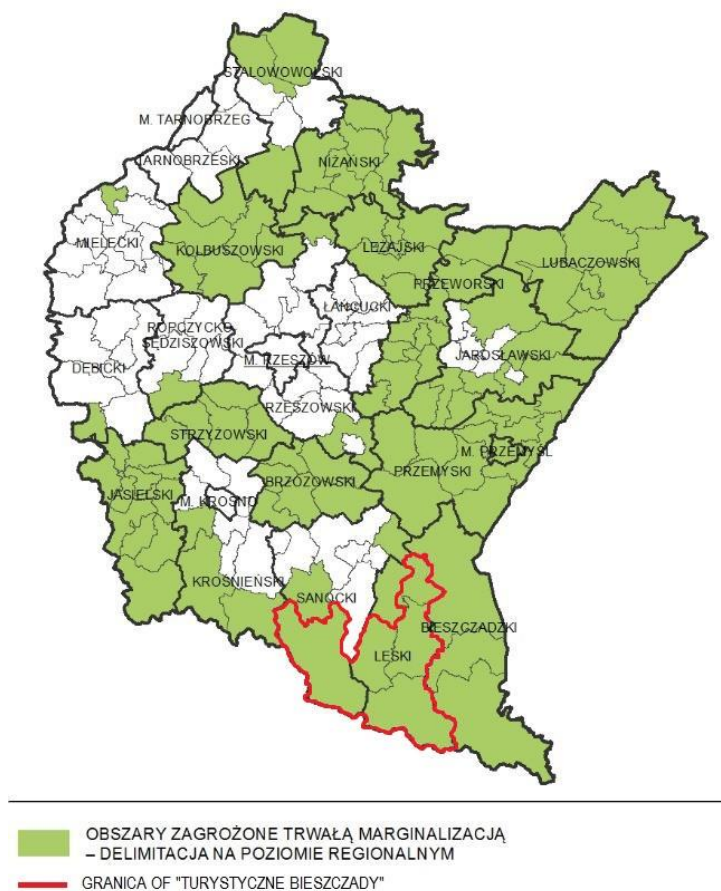 STALOWOWOLSKI
M. TARNOBRZEG
TARNOBRZESKI
NIŻAŃSKI
MIELECKI
KOLBUSZOWSKI
LEŻAJSKI
LUBACZOWSKI
PRZEWORSKI
ŁAŃCUCKI
ROPCZYCKO
SĘDZISZOWSKI
JAROSŁAWSKI
DĘBICKI
M. RZESZÓW
RZESZOWSKI
STRZYŻOWSKI
M. PRZEMYŚL
PRZEMYSKI
BRZOZOWSKI
JASIELSKI
M. KROSNO
KROŚNIEŃSKI
SANOCKI
BIESZCZADZKI
LESKI
OBSZARY ZAGROŻONE TRWAŁĄ MARGINALIZACJĄ
– DELIMITACJA NA POZIOMIE REGIONALNYM
GRANICA OF "TURYSTYCZNE BIESZCZADY"